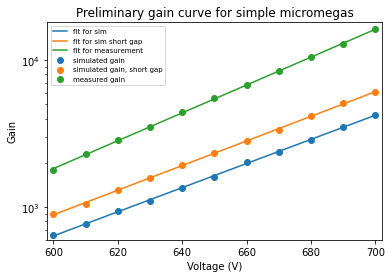 Preliminary gain curve for simple micromegas
fit for sim
fit for sim short gap
fit for measurement
simulated gain
simulated gain, short gap
measured gain
Gain
10⁴
10³
600 620 640 660 680 700
Voltage (V)